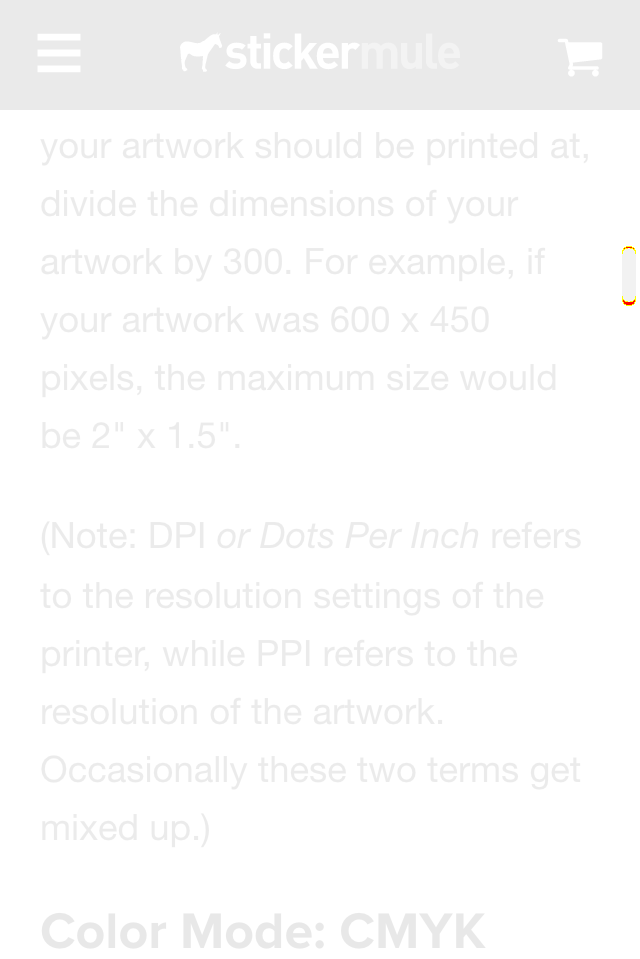 stickermule
your artwork should be printed at,
divide the dimensions of your
artwork by 300. For example, if
your artwork was 600 x 450
pixels, the maximum size would
be 2" x 1.5".
(Note: DPI or Dots Per Inch refers
to the resolution settings of the
printer, while PPI refers to the
resolution of the artwork.
Occasionally these two terms get
mixed up.)
Color Mode: CMYK